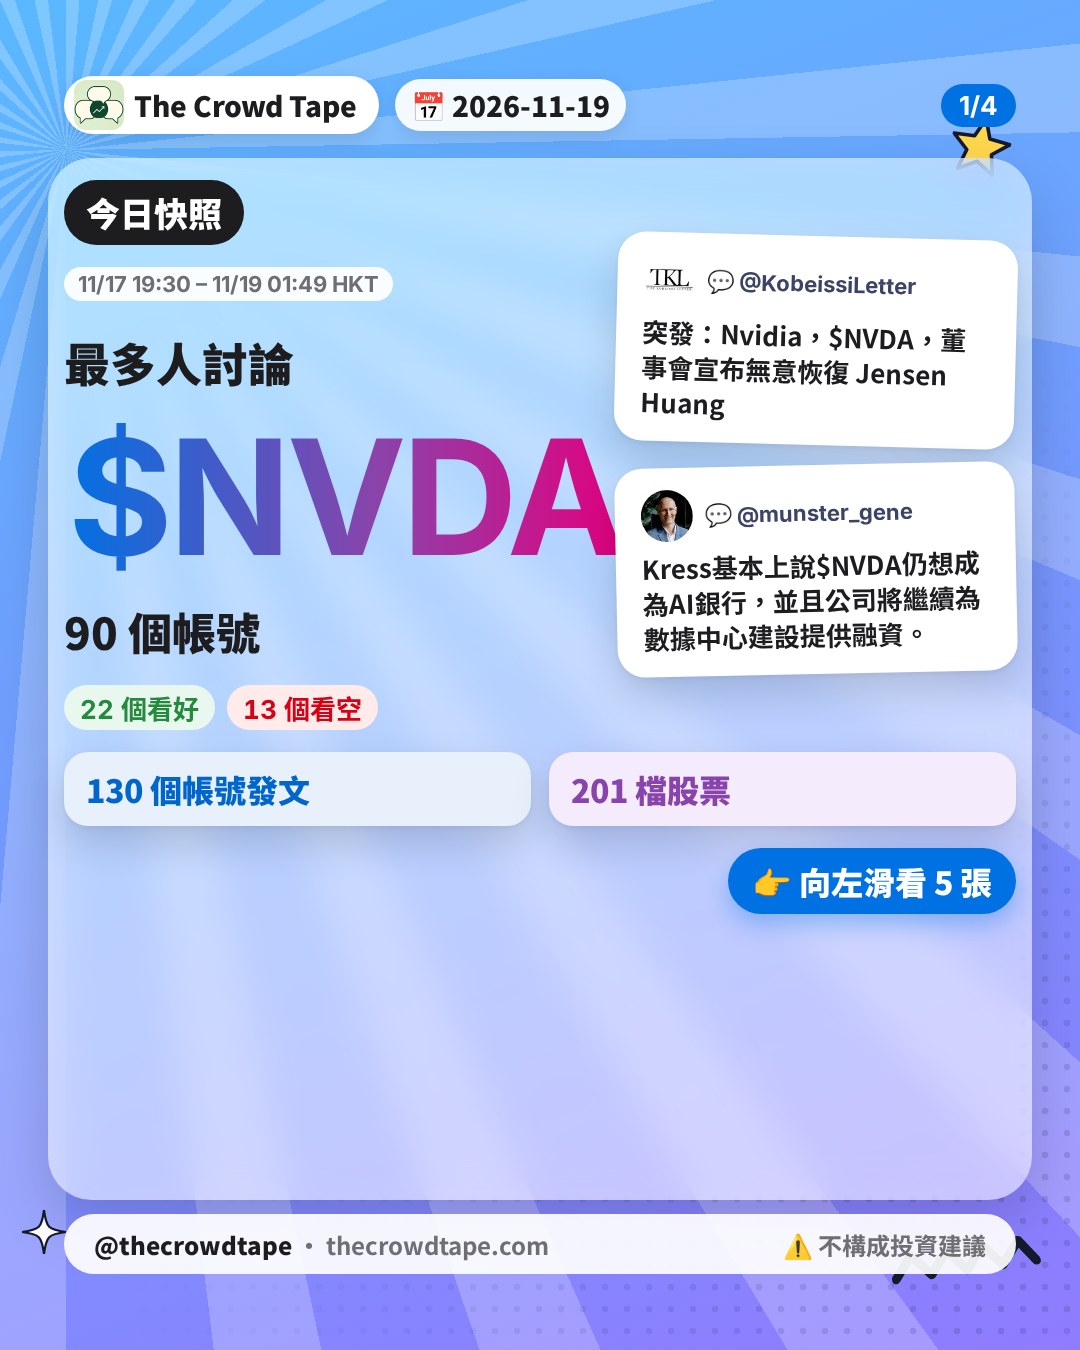 The Crowd Tape
2026-11-19
1/4
今日快照
11/17 19:30 – 11/19 01:49 HKT
最多人討論
$NVDA
90 個帳號
22 個看好
13 個看空
TKL
@KobeissiLetter
突發：Nvidia，$NVDA，董
事會宣布無意恢復 Jensen
Huang
@munster_gene
Kress基本上說$NVDA仍想成
為AI銀行，並且公司將繼續為
數據中心建設提供融資。
130 個帳號發文
201 檔股票
👉 向左滑看 5 張
@thecrowdtape · thecrowdtape.com
⚠️ 不構成投資建議